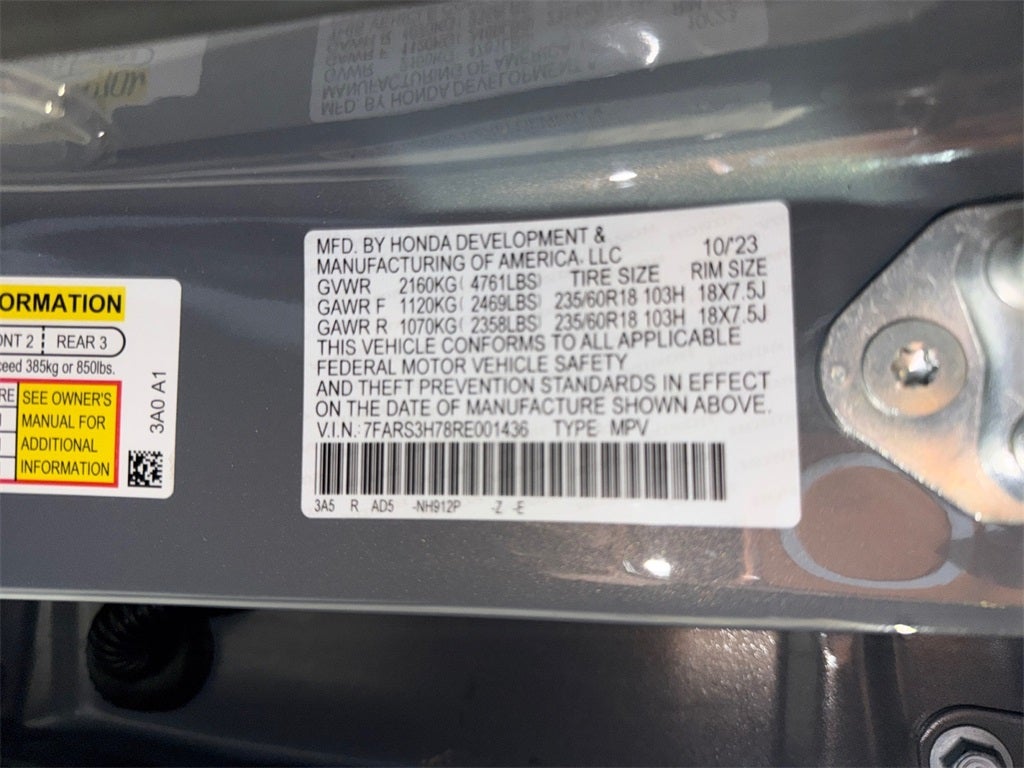 MFD. BY HONDA DEVELOPMENT &
MANUFACTURING OF AMERICA, LLC 10/'23
GVWR 2160KG( 4761LBS) TIRE SIZE RIM SIZE
GAWR F 1120KG( 2469LBS) 235/60R18 103H 18X7.5J
GAWR R 1070KG( 2358LBS) 235/60R18 103H 18X7.5J
THIS VEHICLE CONFORMS TO ALL APPLICABLE
FEDERAL MOTOR VEHICLE SAFETY
AND THEFT PREVENTION STANDARDS IN EFFECT
ON THE DATE OF MANUFACTURE SHOWN ABOVE.
V.I.N.: 7FARS3H78RE001436 TYPE: MPV
3A5 R AD5 -NH912P -Z -E
ORMATION
ONT 2 REAR 3
ceed 385kg or 850lbs.
RE
SEE OWNER'S
MANUAL FOR
ADDITIONAL
INFORMATION
3A0 A1